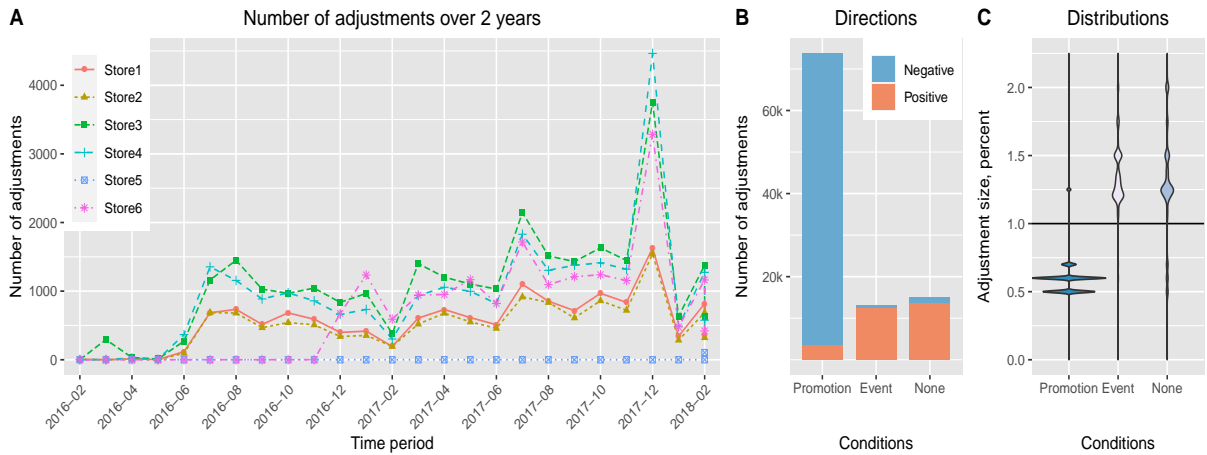 A
Number of adjustments over 2 years
Number of adjustments
4000
3000
2000
1000
0
Store1
Store2
Store3
Store4
Store5
Store6
2016–02
2016–04
2016–06
2016–08
2016–10
2016–12
2017–02
2017–04
2017–06
2017–08
2017–10
2017–12
2018–02
Time period
B
Directions
Number of adjustments
60k
40k
20k
Negative
Positive
Promotion
Event
None
Conditions
C
Distributions
Adjustment size, percent
2.0
1.5
1.0
0.5
0.0
Promotion
Event
None
Conditions